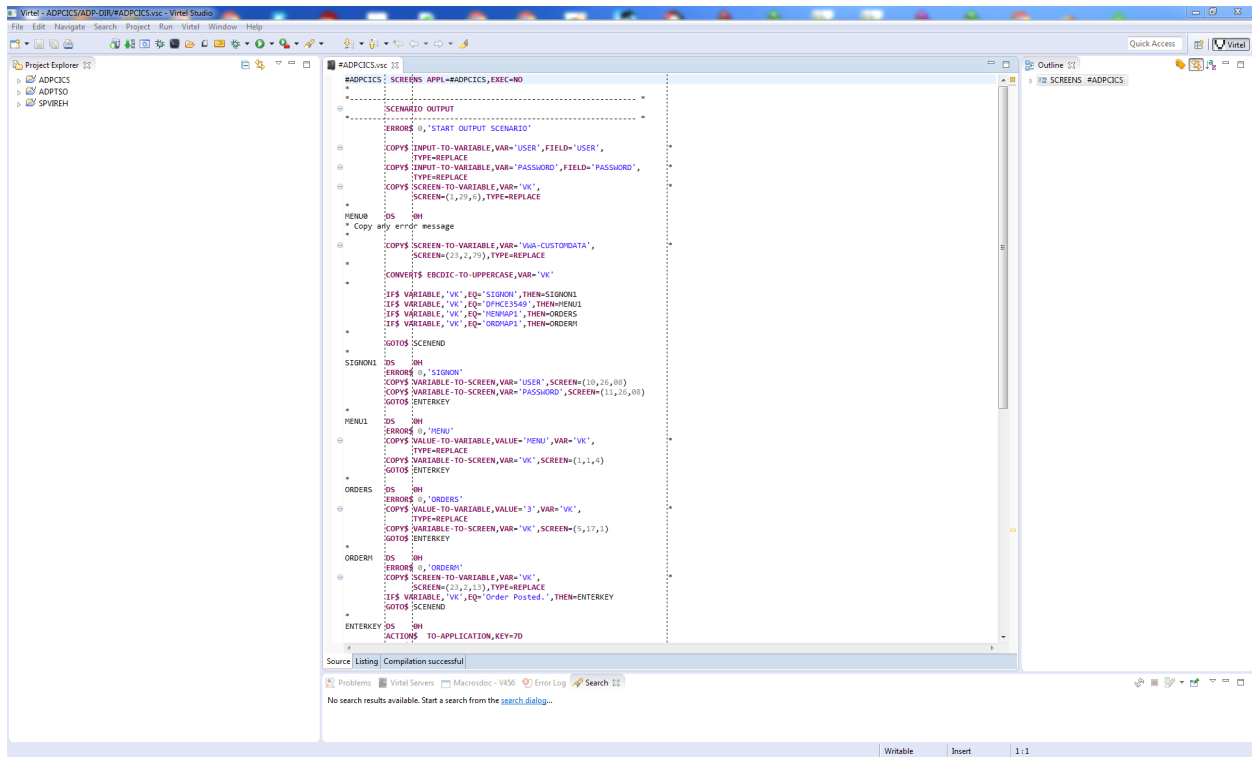 Virtel - ADPCICS/ADP-DIR/#ADPCICS.vsc - Virtel Studio
File Edit Navigate Search Project Run Virtel Window Help
Quick Access
Virtel
Project Explorer
ADPCICS
ADPTSO
SPVIREH
#ADPCICS.vsc
#ADPCICS SCREENS APPL=#ADPCICS,EXEC=NO
*
*---------------------------------------------------------------------- *
SCENARIO OUTPUT
*---------------------------------------------------------------------- *
ERROR$ 0,'START OUTPUT SCENARIO'
COPY$ INPUT-TO-VARIABLE,VAR='USER',FIELD='USER', *
TYPE=REPLACE
COPY$ INPUT-TO-VARIABLE,VAR='PASSWORD',FIELD='PASSWORD', *
TYPE=REPLACE
COPY$ SCREEN-TO-VARIABLE,VAR='VK', *
SCREEN=(1,29,6),TYPE=REPLACE
*
MENU0 DS 0H
* Copy any error message
*
COPY$ SCREEN-TO-VARIABLE,VAR='VWA-CUSTOMDATA', *
SCREEN=(23,2,79),TYPE=REPLACE
*
CONVERT$ EBCDIC-TO-UPPERCASE,VAR='VK'
*
IF$ VARIABLE,'VK',EQ='SIGNON',THEN=SIGNON1
IF$ VARIABLE,'VK',EQ='DFHCE3549',THEN=MENU1
IF$ VARIABLE,'VK',EQ='MENMAP1',THEN=ORDERS
IF$ VARIABLE,'VK',EQ='ORDMAP1',THEN=ORDERM
*
GOTO$ SCENEND
*
SIGNON1 DS 0H
ERROR$ 0,'SIGNON'
COPY$ VARIABLE-TO-SCREEN,VAR='USER',SCREEN=(10,26,08)
COPY$ VARIABLE-TO-SCREEN,VAR='PASSWORD',SCREEN=(11,26,08)
GOTO$ ENTERKEY
*
MENU1 DS 0H
ERROR$ 0,'MENU'
COPY$ VALUE-TO-VARIABLE,VALUE='MENU',VAR='VK', *
TYPE=REPLACE
COPY$ VARIABLE-TO-SCREEN,VAR='VK',SCREEN=(1,1,4)
GOTO$ ENTERKEY
*
ORDERS DS 0H
ERROR$ 0,'ORDERS'
COPY$ VALUE-TO-VARIABLE,VALUE='3',VAR='VK', *
TYPE=REPLACE
COPY$ VARIABLE-TO-SCREEN,VAR='VK',SCREEN=(5,17,1)
GOTO$ ENTERKEY
*
ORDERM DS 0H
ERROR$ 0,'ORDERM'
COPY$ SCREEN-TO-VARIABLE,VAR='VK', *
SCREEN=(23,2,13),TYPE=REPLACE
IF$ VARIABLE,'VK',EQ='Order Posted.',THEN=ENTERKEY
GOTO$ SCENEND
*
ENTERKEY DS 0H
ACTION$ TO-APPLICATION,KEY=7D
Source Listing Compilation successful
Outline
SCREENS #ADPCICS
Problems Virtel Servers Macrosdoc - V456 Error Log Search
No search results available. Start a search from the search dialog...
Writable Insert 1:1